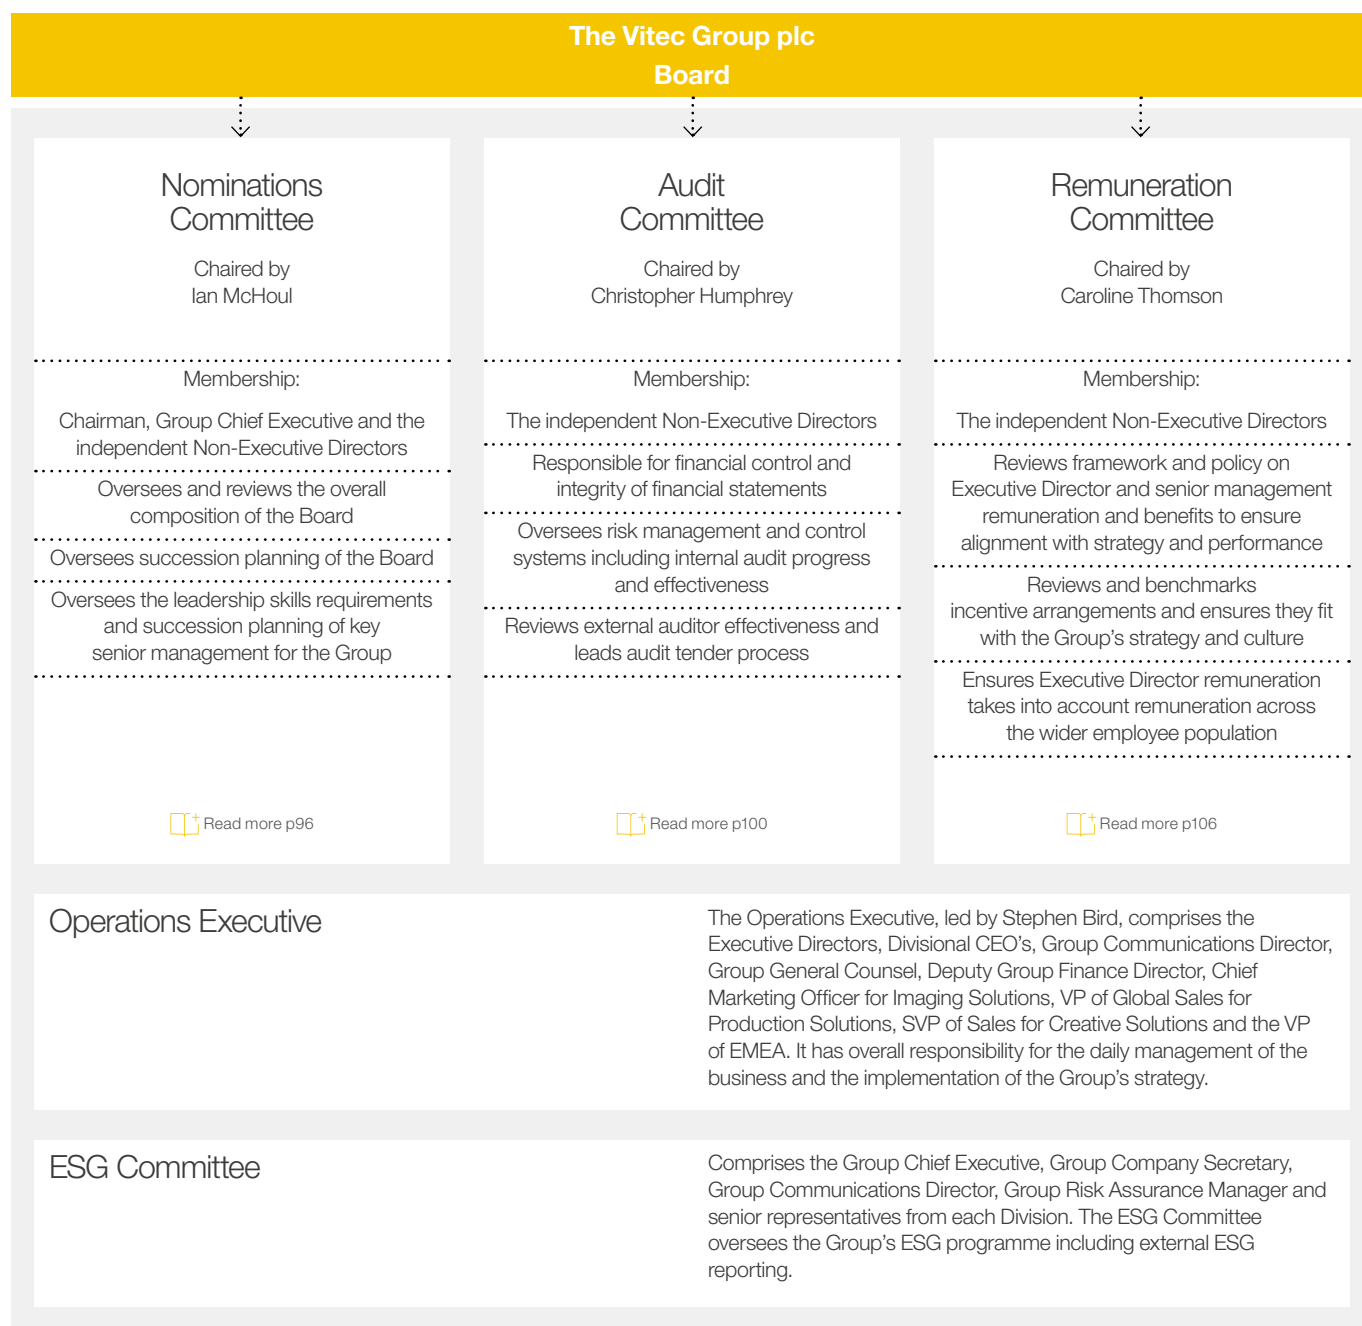 The Vitec Group plc
Board
Nominations
Committee
Chaired by
Ian McHoul
Membership:
Chairman, Group Chief Executive and the
independent Non-Executive Directors
Oversees and reviews the overall
composition of the Board
Oversees succession planning of the Board
Oversees the leadership skills requirements
and succession planning of key
senior management for the Group
Read more p96
Audit
Committee
Chaired by
Christopher Humphrey
Membership:
The independent Non-Executive Directors
Responsible for financial control and
integrity of financial statements
Oversees risk management and control
systems including internal audit progress
and effectiveness
Reviews external auditor effectiveness and
leads audit tender process
Read more p100
Remuneration
Committee
Chaired by
Caroline Thomson
Membership:
The independent Non-Executive Directors
Reviews framework and policy on
Executive Director and senior management
remuneration and benefits to ensure
alignment with strategy and performance
Reviews and benchmarks
incentive arrangements and ensures they fit
with the Group's strategy and culture
Ensures Executive Director remuneration
takes into account remuneration across
the wider employee population
Read more p106
Operations Executive
The Operations Executive, led by Stephen Bird, comprises the
Executive Directors, Divisional CEO's, Group Communications Director,
Group General Counsel, Deputy Group Finance Director, Chief
Marketing Officer for Imaging Solutions, VP of Global Sales for
Production Solutions, SVP of Sales for Creative Solutions and the VP
of EMEA. It has overall responsibility for the daily management of the
business and the implementation of the Group's strategy.
ESG Committee
Comprises the Group Chief Executive, Group Company Secretary,
Group Communications Director, Group Risk Assurance Manager and
senior representatives from each Division. The ESG Committee
oversees the Group's ESG programme including external ESG
reporting.